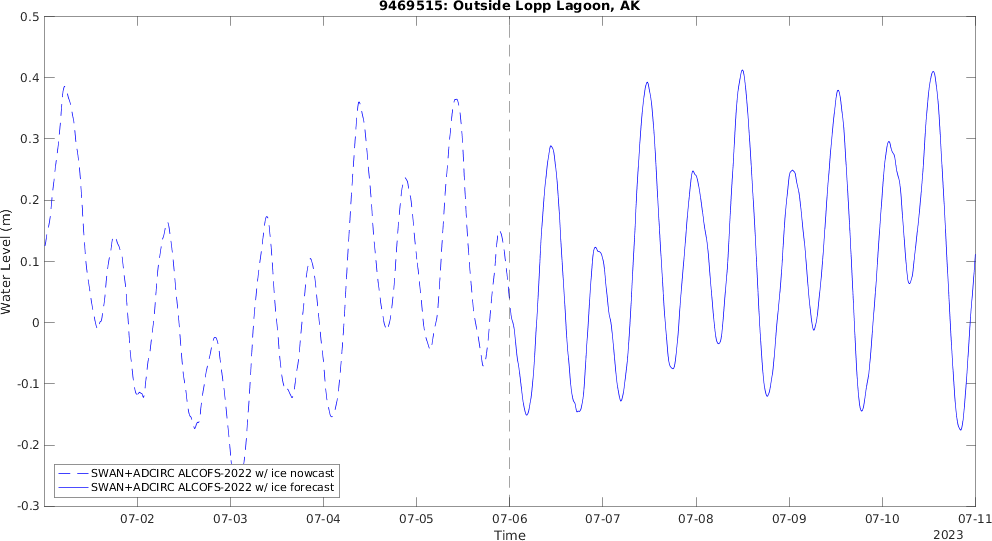 9469515: Outside Lopp Lagoon, AK
0.5
0.4
0.3
0.2
0.1
0
-0.1
-0.2
-0.3
Water Level (m)
SWAN+ADCIRC ALCOFS-2022 w/ ice nowcast
SWAN+ADCIRC ALCOFS-2022 w/ ice forecast
07-02 07-03 07-04 07-05 07-06 07-07 07-08 07-09 07-10 07-11
Time
2023